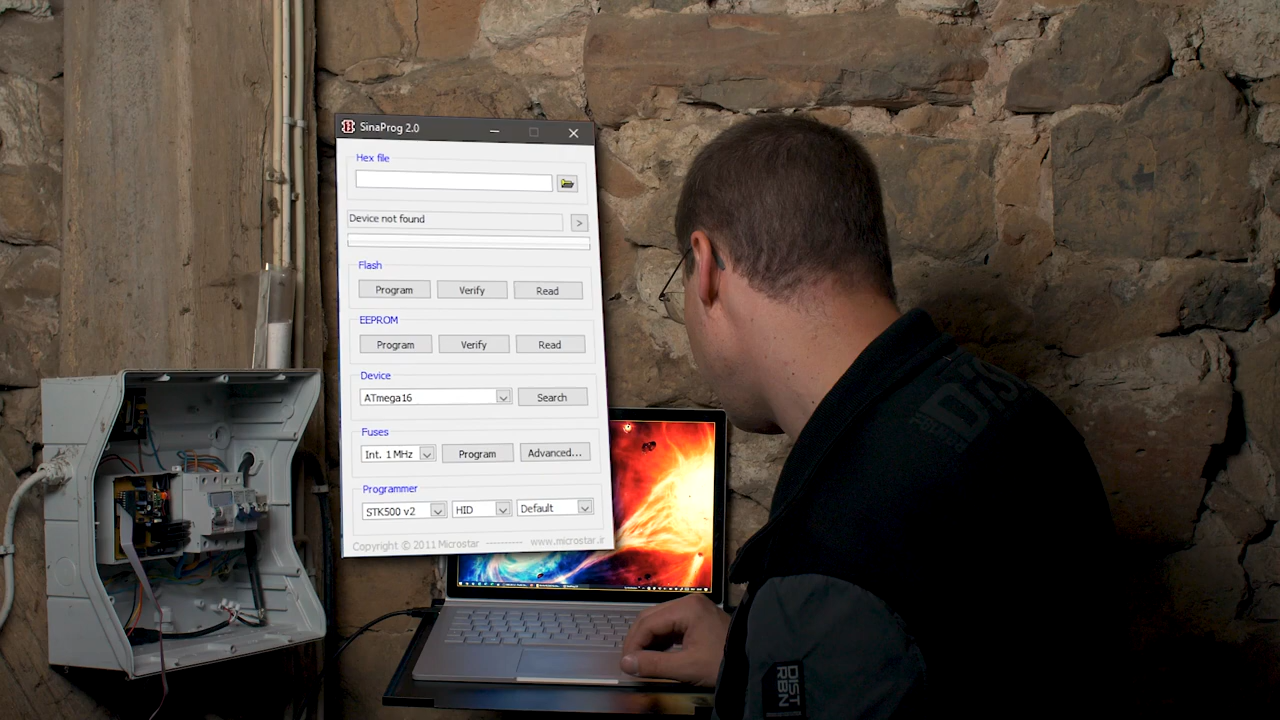 SinaProg 2.0
Hex file
Device not found
>
Flash
Program Verify Read
EEPROM
Program Verify Read
Device
ATmega16 Search
Fuses
Int. 1 MHz Program Advanced...
Programmer
STK500 v2 HID Default
Copyright © 2011 Microstar ---------- www.microstar.ir
DIST
RBN